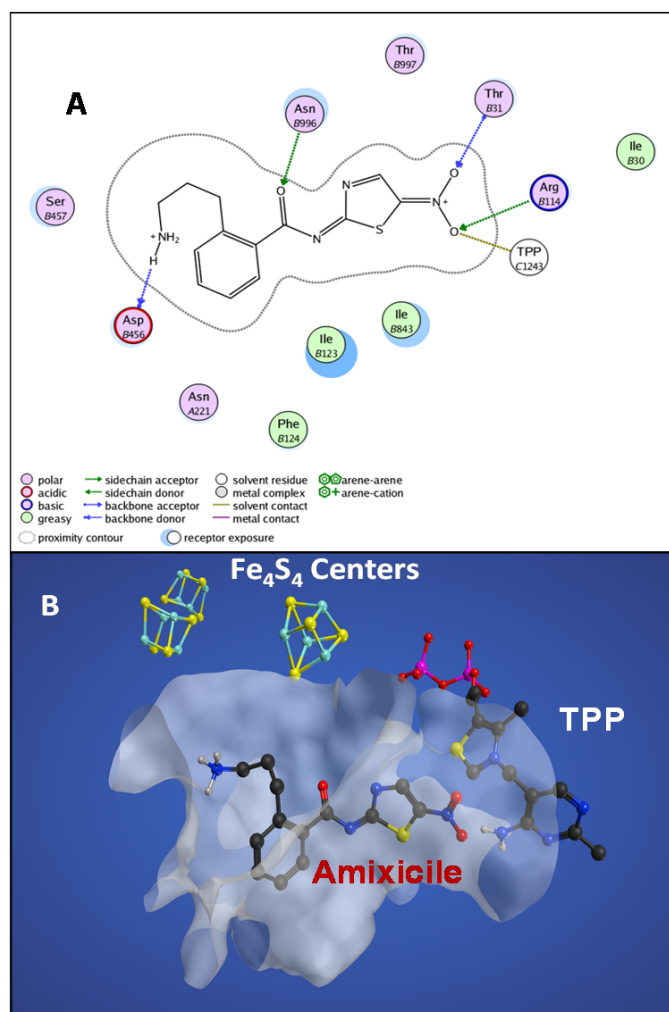 A
Thr
B997
Asn
B996
Thr
B31
Ile
B30
Arg
B114
Ser
B457
O
O
N
N+
O
N
S
+NH2
H
TPP
C1243
Asp
B456
Ile
B843
Ile
B123
Asn
A221
Phe
B124
polar
acidic
basic
greasy
proximity contour
sidechain acceptor
sidechain donor
backbone acceptor
backbone donor
solvent residue
metal complex
solvent contact
metal contact
receptor exposure
arene-arene
arene-cation
B
Fe4S4 Centers
TPP
Amixicile